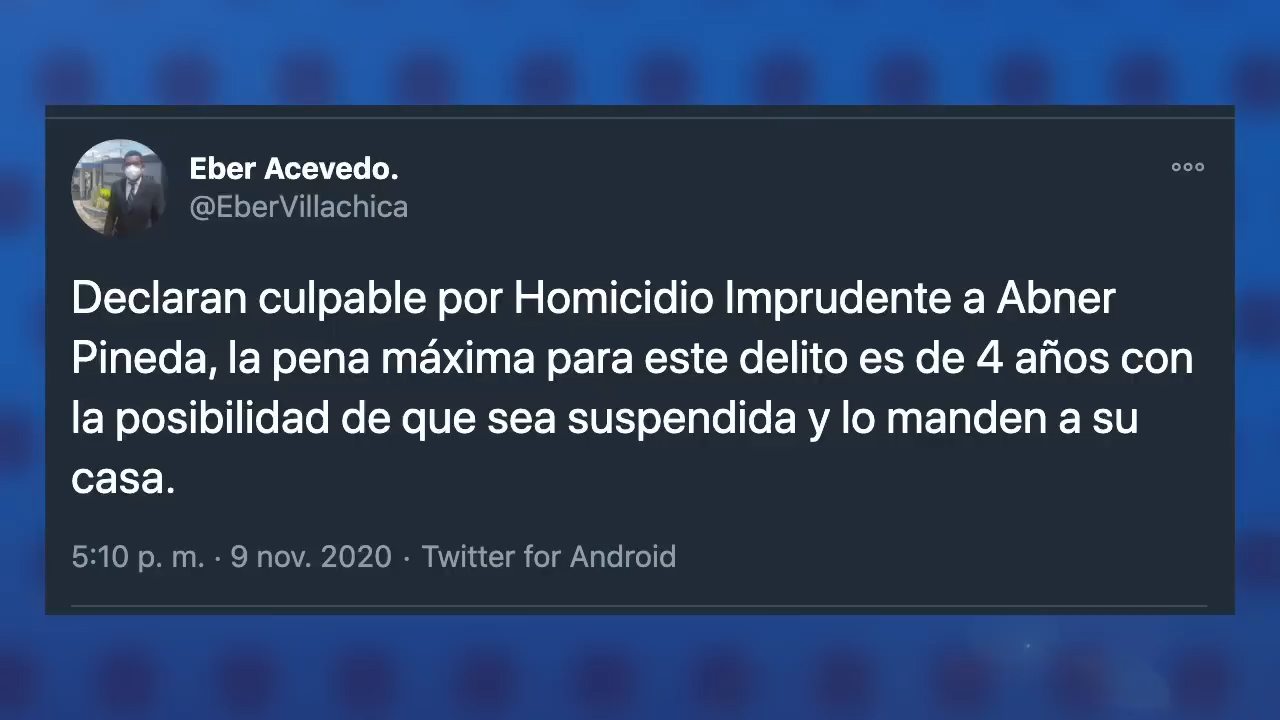 Eber Acevedo.
@EberVillachica
Declaran culpable por Homicidio Imprudente a Abner
Pineda, la pena máxima para este delito es de 4 años con
la posibilidad de que sea suspendida y lo manden a su
casa.
5:10 p. m. · 9 nov. 2020 · Twitter for Android